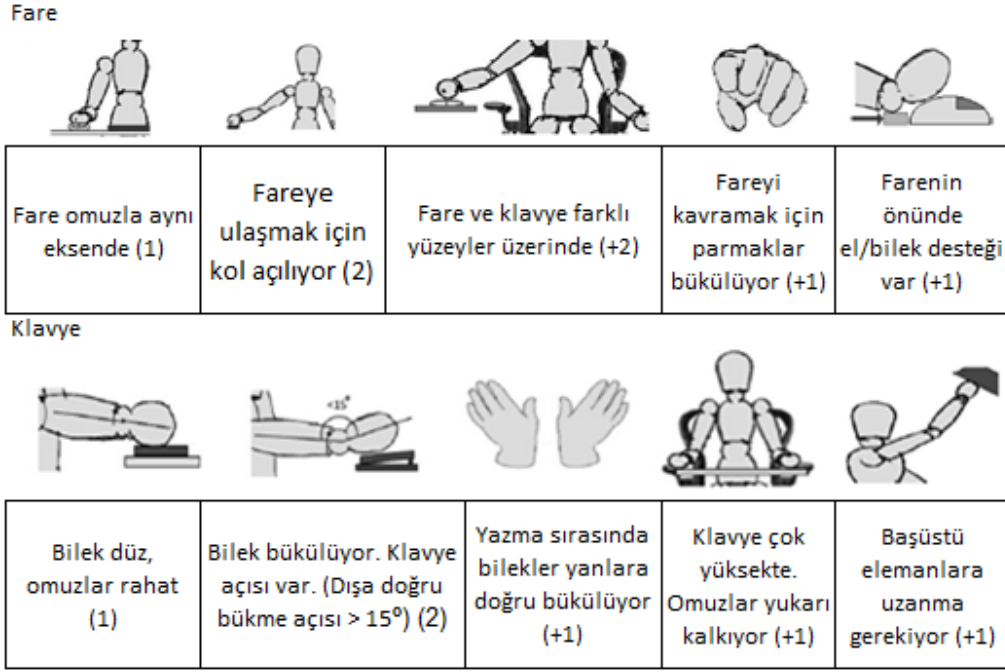 Fare
Fare omuzla aynı
eksende (1)
Fareye
ulaşmak için
kol açılıyor (2)
Fare ve klavye farklı
yüzeyler üzerinde (+2)
Fareyi
kavramak için
parmaklar
bükülüyor (+1)
Farenin
önünde
el/bilek desteği
var (+1)
Klavye
<15°
Bilek düz,
omuzlar rahat
(1)
Bilek bükülüyor. Klavye
açısı var. (Dışa doğru
bükme açısı > 15⁰) (2)
Yazma sırasında
bilekler yanlara
doğru bükülüyor
(+1)
Klavye çok
yüksekte.
Omuzlar yukarı
kalkıyor (+1)
Başüstü
elemanlara
uzanma
gerekiyor (+1)